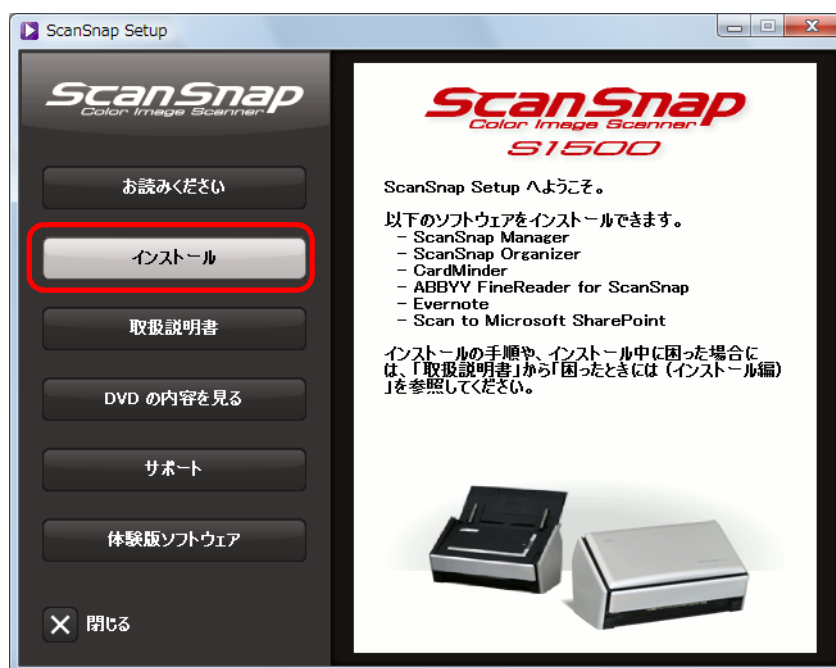 ScanSnap Setup
ScanSnap
Color Image Scanner
お読みください
インストール
取扱説明書
DVD の内容を見る
サポート
体験版ソフトウェア
閉じる
ScanSnap
Color Image Scanner
S1500
ScanSnap Setup へようこそ。
以下のソフトウェアをインストールできます。
- ScanSnap Manager
- ScanSnap Organizer
- CardMinder
- ABBYY FineReader for ScanSnap
- Evernote
- Scan to Microsoft SharePoint
インストールの手順や、インストール中に困った場合に
は、「取扱説明書」から「困ったときには（インストール編）
」を参照してください。